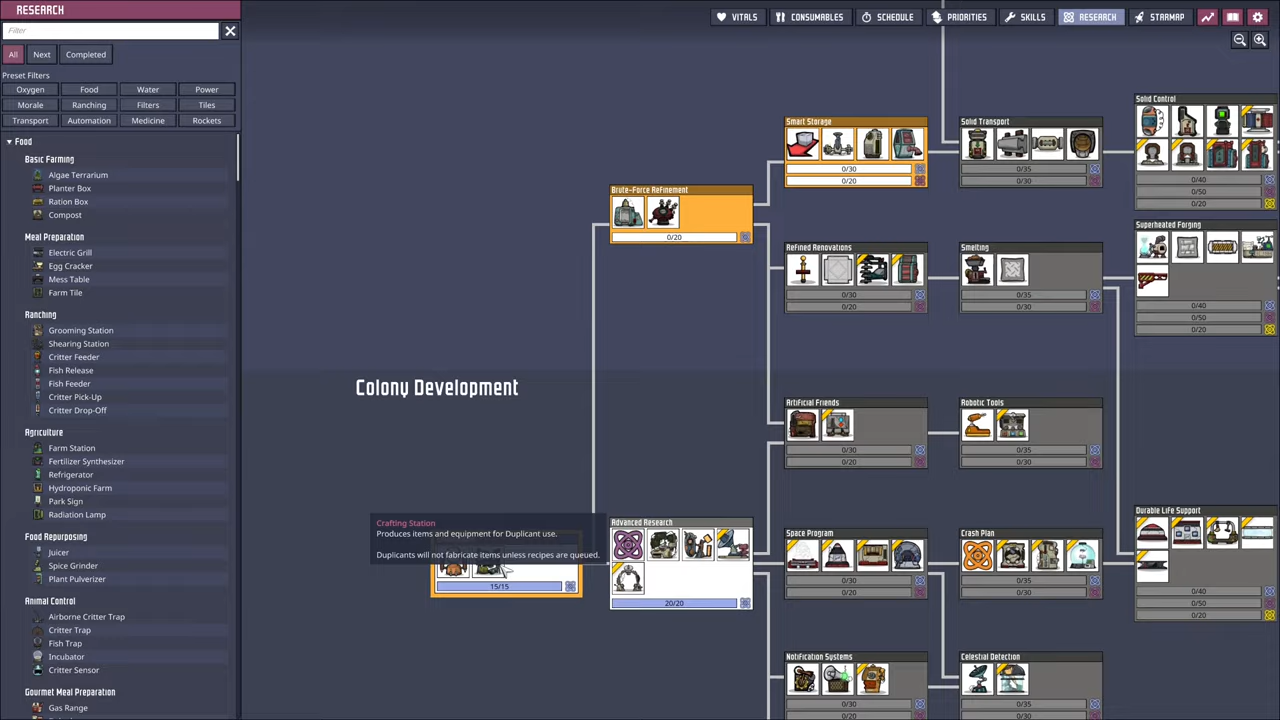 RESEARCH
Filter
All
Next
Completed
Preset Filters
Oxygen
Food
Water
Power
Morale
Ranching
Filters
Tiles
Transport
Automation
Medicine
Rockets
Food
Basic Farming
Algae Terrarium
Planter Box
Ration Box
Compost
Meal Preparation
Electric Grill
Egg Cracker
Mess Table
Farm Tile
Ranching
Grooming Station
Shearing Station
Critter Feeder
Fish Release
Fish Feeder
Critter Pick-Up
Critter Drop-Off
Agriculture
Farm Station
Fertilizer Synthesizer
Refrigerator
Hydroponic Farm
Park Sign
Radiation Lamp
Food Repurposing
Juicer
Spice Grinder
Plant Pulverizer
Animal Control
Airborne Critter Trap
Critter Trap
Fish Trap
Incubator
Critter Sensor
Gourmet Meal Preparation
Gas Range
VITALS
CONSUMABLES
SCHEDULE
PRIORITIES
SKILLS
RESEARCH
STARMAP
Colony Development
Crafting Station
Produces items and equipment for Duplicant use.
Duplicants will not fabricate items unless recipes are queued.
15/15
Brute-Force Refinement
0/20
Advanced Research
20/20
Smart Storage
0/30
0/20
Refined Renovations
0/30
0/20
Artificial Friends
0/30
0/20
Space Program
0/30
0/20
Notification Systems
0/30
0/20
Solid Transport
0/35
0/30
Smelting
0/35
0/30
Robotic Tools
0/35
0/30
Crash Plan
0/35
0/30
Celestial Detection
0/35
0/30
Solid Control
0/40
0/50
0/20
Superheated Forging
0/40
0/50
0/20
Durable Life Support
0/40
0/50
0/20